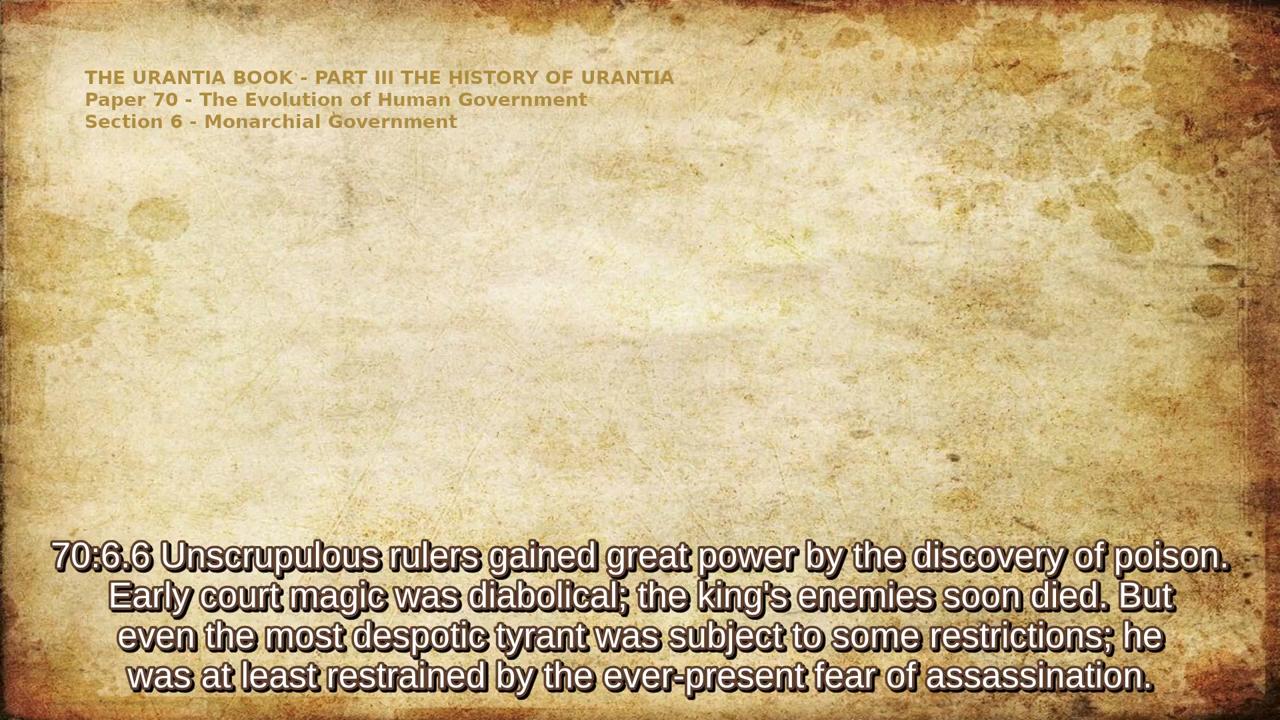 THE URANTIA BOOK - PART III THE HISTORY OF URANTIA
Paper 70 - The Evolution of Human Government
Section 6 - Monarchial Government
70:6.6 Unscrupulous rulers gained great power by the discovery of poison.
Early court magic was diabolical; the king's enemies soon died. But
even the most despotic tyrant was subject to some restrictions; he
was at least restrained by the ever-present fear of assassination.